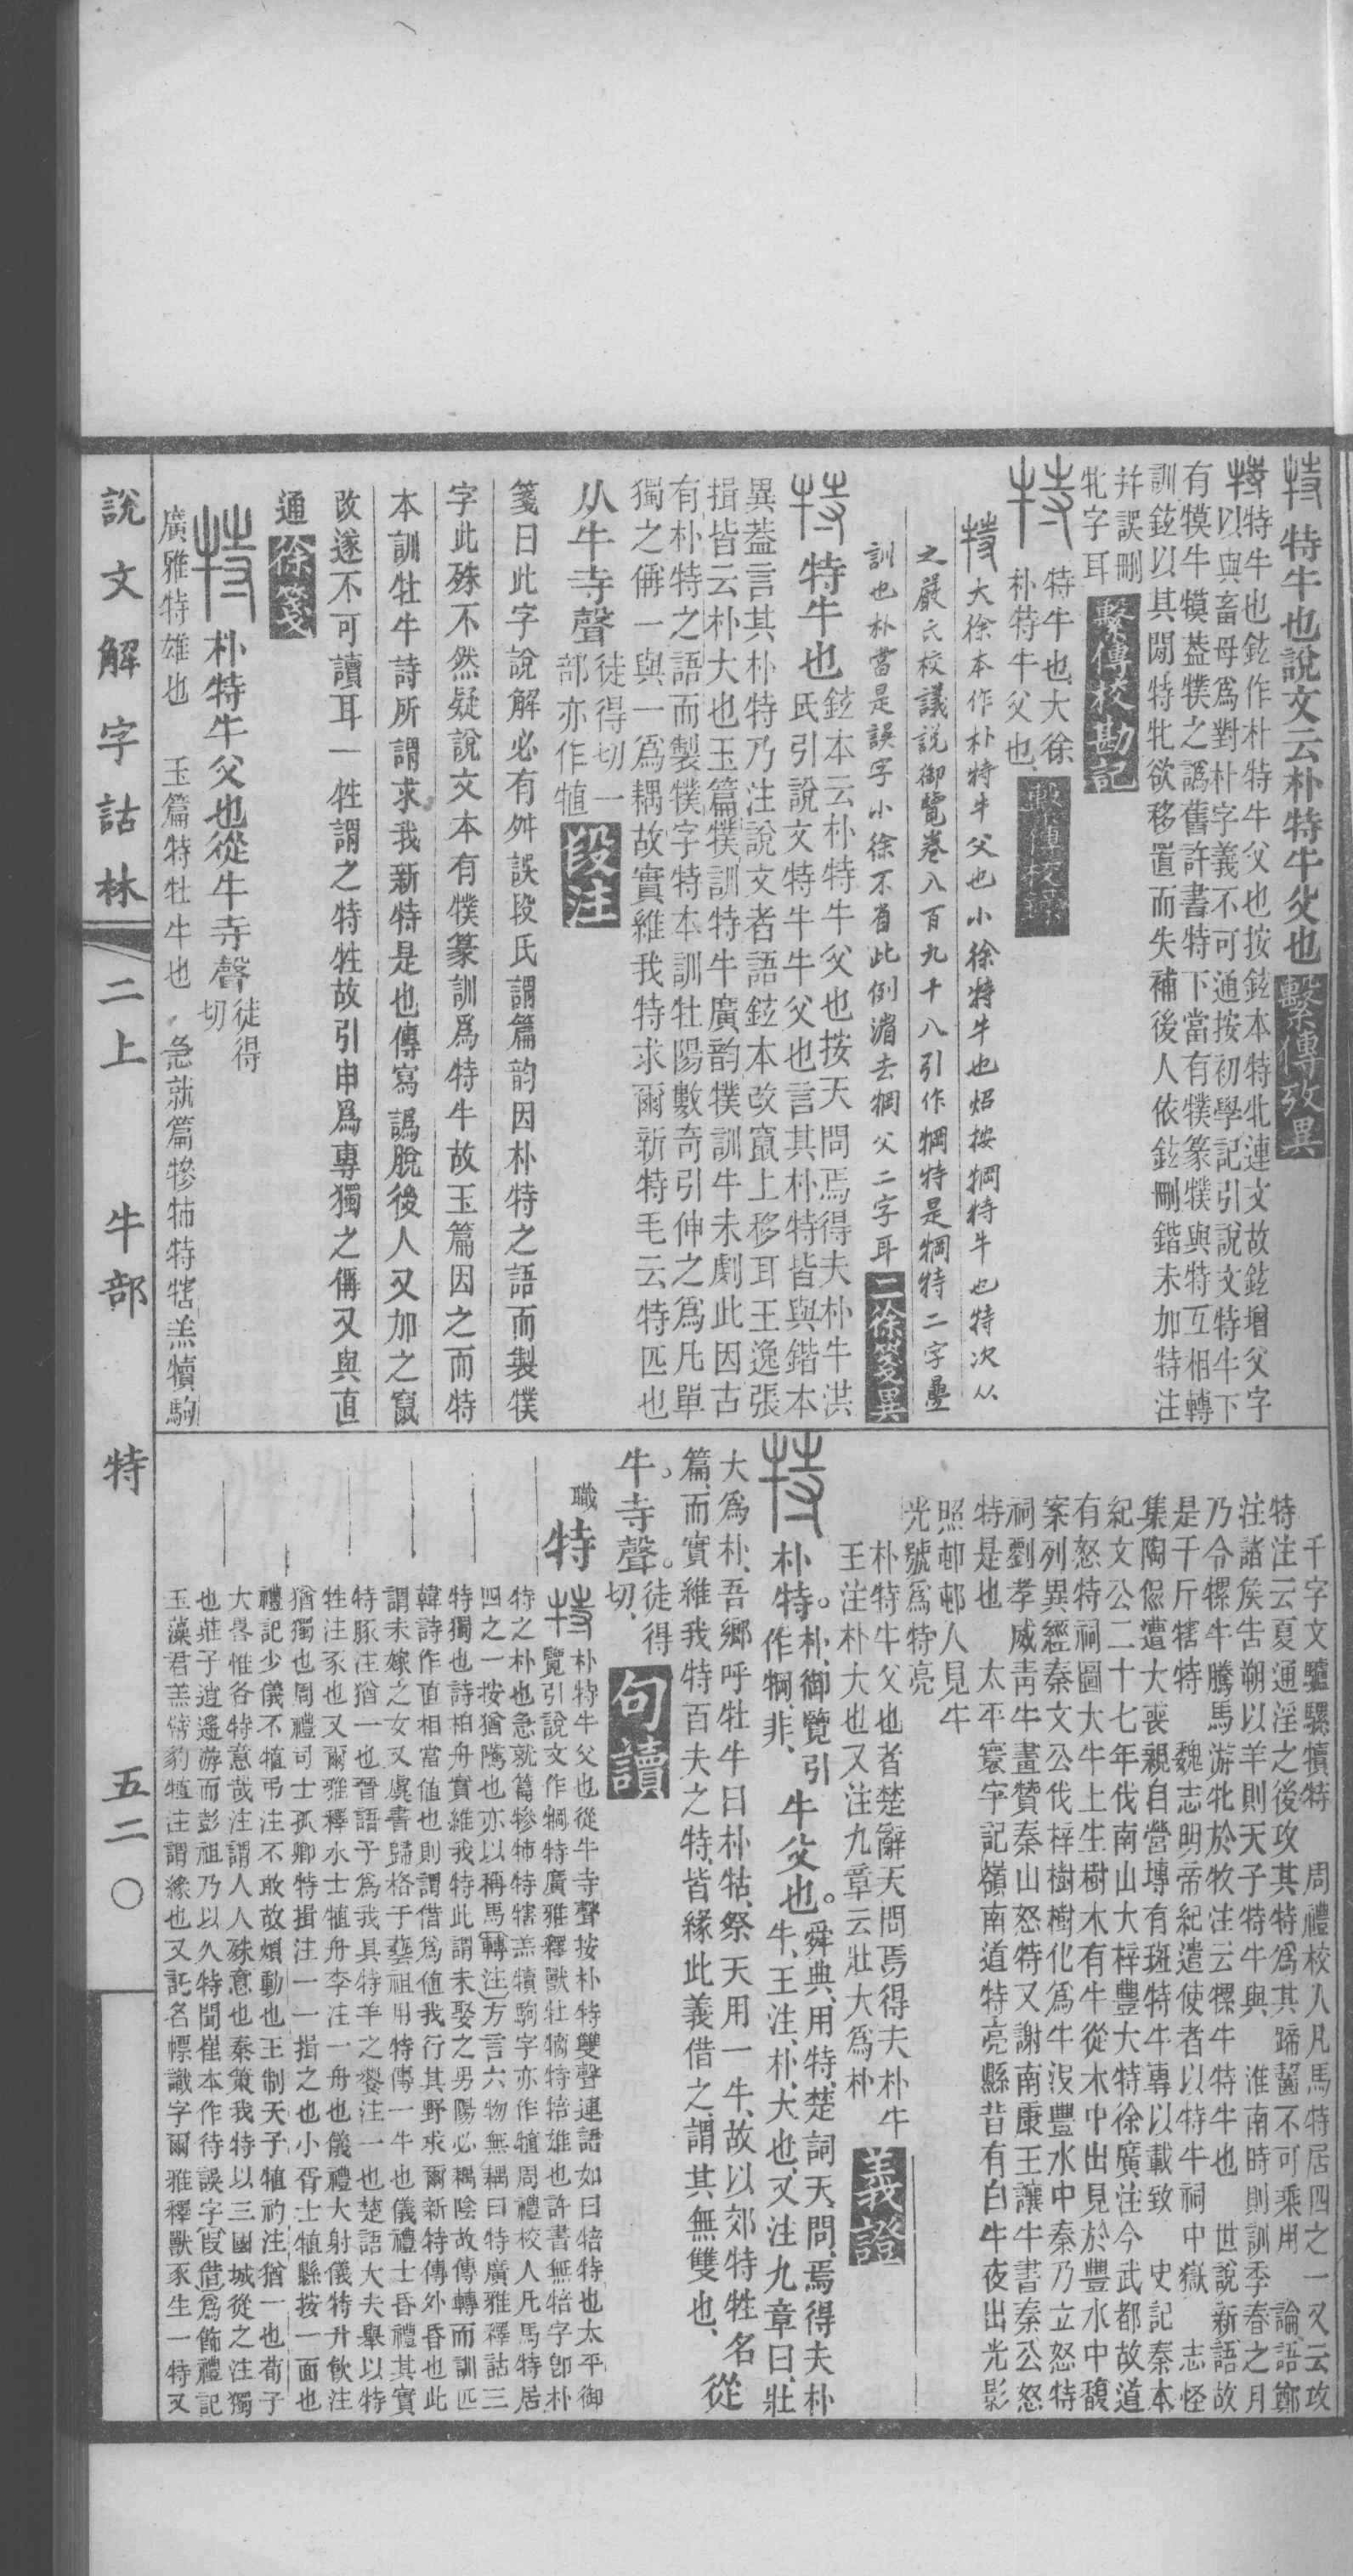 特牛也說文云朴特牛父也繫傳攷異
特牛也鉉作朴特牛父也按鉉本特牝連文故鉉增父字
以與畜母爲對朴字義不可通按初學記引說文特牛下
有㹃牛㹃蓋㹒之譌舊許書特下當有㹒篆㹒與特互相轉
訓鉉以其閒特牝欲移置而失補後人依鉉刪鍇未加特注
幷誤刪
牝字耳繫傳校勘記
特牛也大徐
朴特牛父也
大徐本作朴特牛父也小徐特牛也炤按犅特牛也特次从
之嚴氏校議說御覽卷八百九十八引作犅特是犅特二字疊
訓也朴當是誤字小徐不省此例湎去犅父二字耳二徐箋異
特牛也鉉本云朴特牛父也按天問焉得夫朴牛洪
氏引說文特牛牛父也言其朴特皆與鍇本
異葢言其朴特乃注說文者語鉉本改竄上移耳王逸張
揖皆云朴大也玉篇㹒訓特牛廣韵㹒訓牛未劇此因古
有朴特之語而製㹒字特本訓牡陽數奇引伸之爲凡單
獨之偁一與一爲耦故實維我特求爾新特毛云特匹也
从牛寺聲徒得切一
部亦作犆段注
箋曰此字說解必有舛誤段氏謂篇韵因朴特之語而製㹒
字此殊不然疑說文本有㹒篆訓爲特牛故玉篇因之而特
本訓牡牛詩所謂求我新特是也傳寫譌脫後人又加之竄
改遂不可讀耳一牲謂之特牲故引申爲專獨之偁又與直
通徐箋
朴特牛父也從牛寺聲徒得
切
廣雅特雄也　玉篇特牡牛也　急就篇犙㹀特犗羔犢駒
千字文驢騾犢特　周禮校人凡馬特居四之一又云攻
特注云夏通淫之後攻其特爲其蹄齧不可乘用　論語鄭
注諸矦吿朔以羊則天子特牛與　淮南時則訓季春之月
乃令㹎牛騰馬游牝於牧注云㹎牛特牛也　世說新語故
是千斤犗特　魏志明帝紀遣使者以特牛祠中嶽　志怪
集陶侃遭大喪親自營塼有斑特牛專以載致　史記秦本
紀文公二十七年伐南山大梓豐大特徐廣注今武都故道
有怒特祠圖大牛上生樹木有牛從木中出見於豐水中馥
案列異經秦文公伐梓樹樹化爲牛沒豐水中秦乃立怒特
祠劉孝威靑牛畫贊秦山怒特又謝南康王讓牛書秦公怒
特是也　太平寰宇記嶺南道特亮縣昔有白牛夜出光影
照邨邨人見牛
光號爲特亮
朴特牛父也者楚辭天問焉得夫朴牛
王注朴大也又注九章云壯大爲朴義證
朴特。朴、御覽引
作犅、非、牛父也。舜典、用特、楚詞天、問、焉得夫朴
牛、王注、朴、大也、又注九章曰、壯
大爲朴、吾鄉呼牡牛曰朴牯、祭天用一牛、故以郊特牲名
篇、而實維我特百夫之特、皆緣此義借之、謂其無雙也、從
牛寺聲。徒得
切、句讀
職
特
朴特牛父也從牛寺聲按朴特雙聲連語如曰犃特也太平御
覽引說文作犅特廣雅釋獸牡犅特犃雄也許書無犃字卽朴
特之朴也急就篇犙㹀特犗羔犢駒字亦作犆周禮校人凡馬特居
四之一按猶騭也亦以稱馬轉注方言六物無耦曰特廣雅釋詁三
特獨也詩柏舟實維我特此謂未娶之男陽必耦陰故傳轉而訓匹
韓詩作直相當値也則謂借爲値我行其野求爾新特傳外昏也此
謂未嫁之女又虞書歸格于藝祖用特傳一牛也儀禮士昏禮其實
特豚注猶一也晉語子爲我具特羊之饗注一也楚語大夫舉以特
牲注豕也又爾雅釋水士犆舟李注一舟也儀禮大射儀特升飮注
猶獨也周禮司士孤卿特揖注一一揖之也小胥士犆縣按一面也
禮記少儀不犆弔注不敢故煩動也王制天子犆礿注猶一也荀子
大畧惟各特意哉注謂人人殊意也秦策我特以三國城從之注獨
也莊子逍遙游而彭祖乃以久特聞崔本作待誤字叚借爲飾禮記
玉藻君羔幦豹犆注謂緣也又託名幖識字爾雅釋獸豕生一特又
說文解字詁林　二上　牛部　特　五二〇